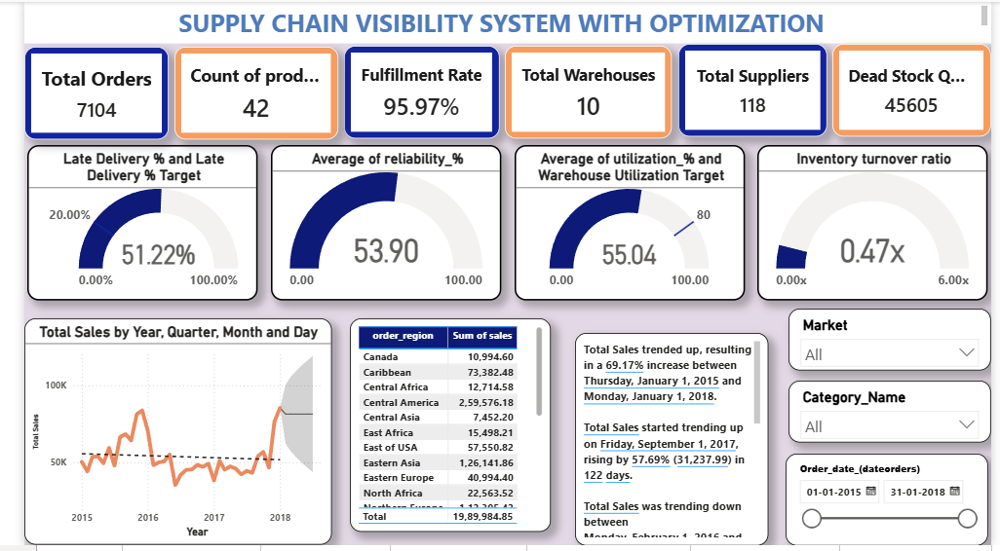 SUPPLY CHAIN VISIBILITY SYSTEM WITH OPTIMIZATION
Total Orders
7104
Count of prod...
42
Fulfillment Rate
95.97%
Total Warehouses
10
Total Suppliers
118
Dead Stock Q...
45605
Late Delivery % and Late
Delivery % Target
20.00%
51.22%
0.00%
100.00%
Average of reliability_%
53.90
0.00
100.00
Average of utilization_% and
Warehouse Utilization Target
80
55.04
0.00
100.00
Inventory turnover ratio
0.47x
0.00x
6.00x
Total Sales by Year, Quarter, Month and Day
100K
50K
Total Sales
2015
2016
2017
2018
Year
order_region Sum of sales
Canada 10,994.60
Caribbean 73,382.48
Central Africa 12,714.58
Central America 2,59,576.18
Central Asia 7,452.20
East Africa 15,498.21
East of USA 57,550.82
Eastern Asia 1,26,141.86
Eastern Europe 40,994.40
North Africa 22,563.52
Northern Europe
Total 19,89,984.85
Total Sales trended up, resulting
in a 69.17% increase between
Thursday, January 1, 2015 and
Monday, January 1, 2018.
Total Sales started trending up
on Friday, September 1, 2017,
rising by 57.69% (31,237.99) in
122 days.
Total Sales was trending down
between
Monday, February 1, 2016 and
Market
All
Category_Name
All
Order_date_(dateorders)
01-01-2015
31-01-2018